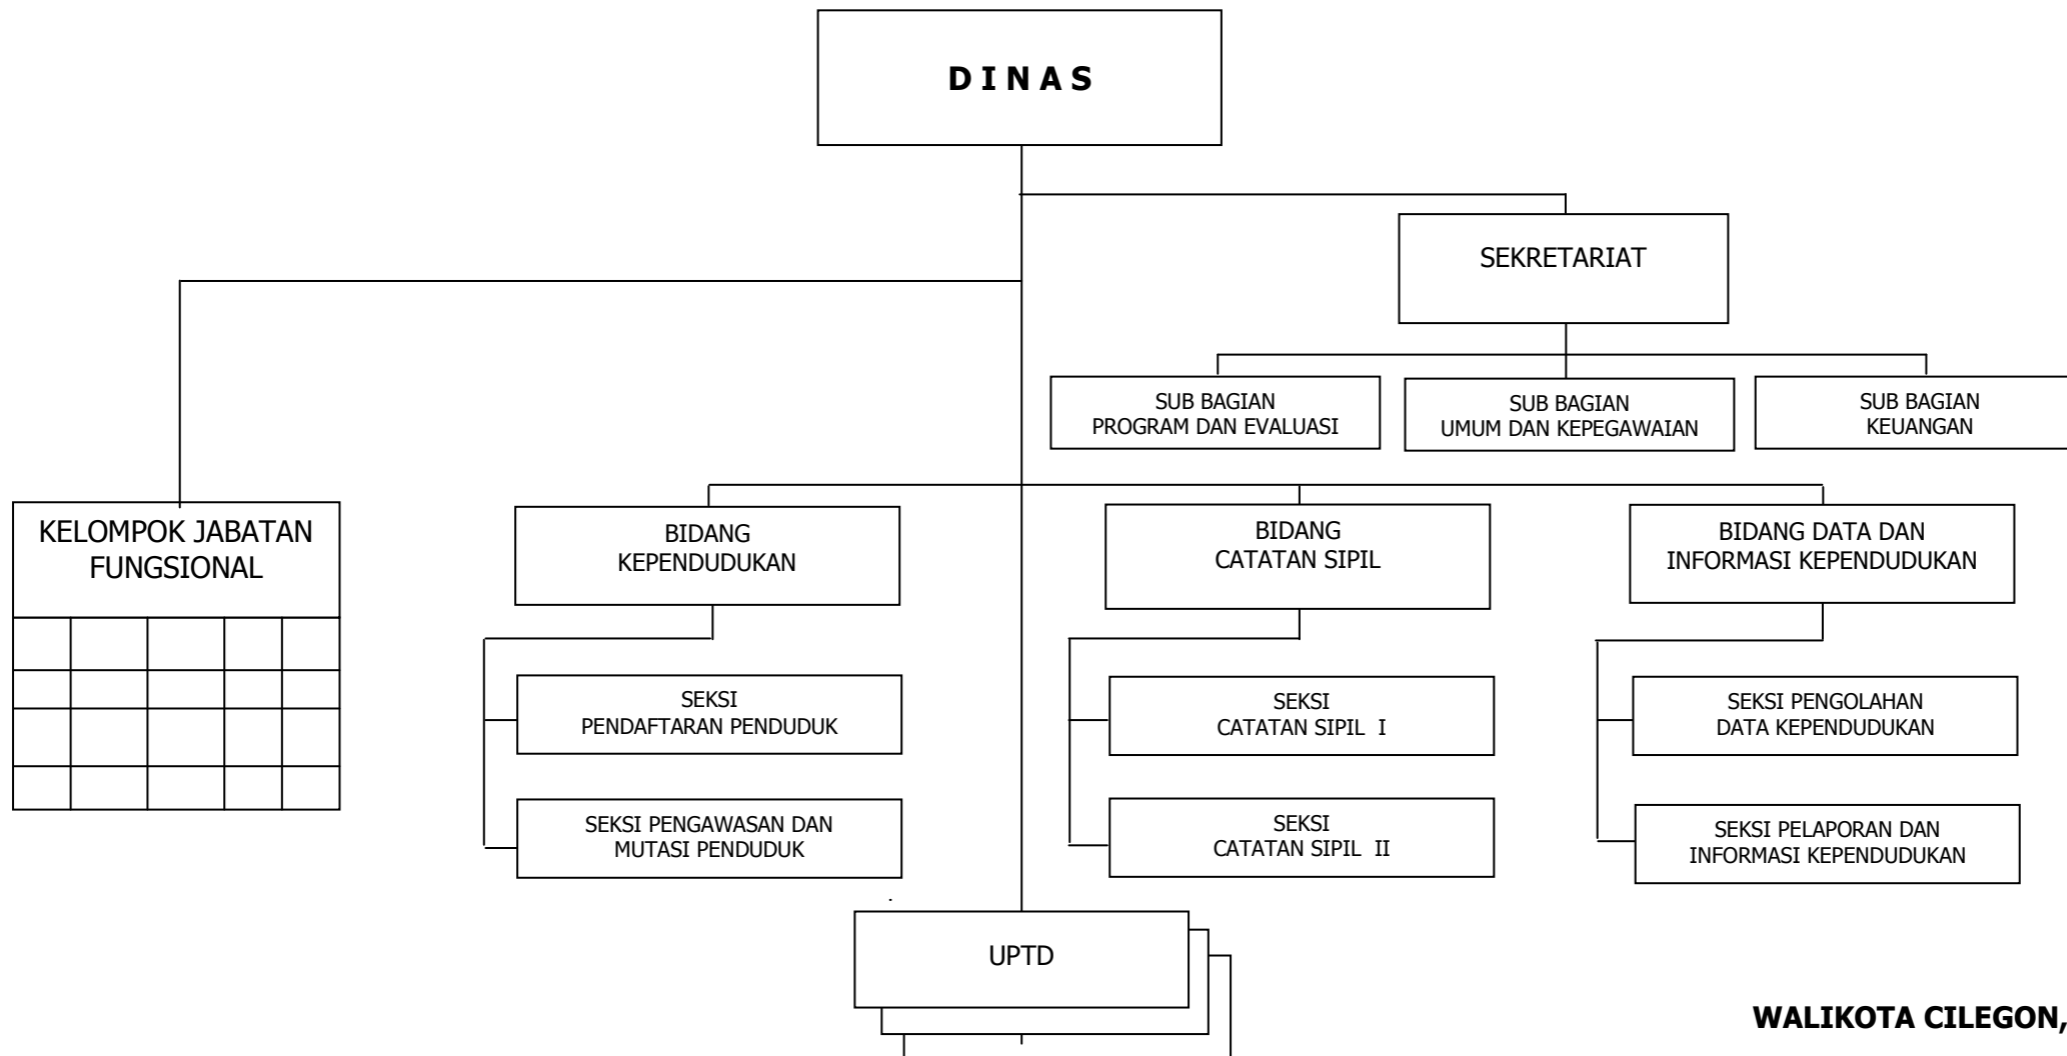 D I N A S
SEKRETARIAT
SUB BAGIAN
PROGRAM DAN EVALUASI
SUB BAGIAN
UMUM DAN KEPEGAWAIAN
SUB BAGIAN
KEUANGAN
KELOMPOK JABATAN
FUNGSIONAL
BIDANG
KEPENDUDUKAN
BIDANG
CATATAN SIPIL
BIDANG DATA DAN
INFORMASI KEPENDUDUKAN
SEKSI
PENDAFTARAN PENDUDUK
SEKSI
CATATAN SIPIL  I
SEKSI PENGOLAHAN
DATA KEPENDUDUKAN
SEKSI PENGAWASAN DAN
MUTASI PENDUDUK
SEKSI
CATATAN SIPIL  II
SEKSI PELAPORAN DAN
INFORMASI KEPENDUDUKAN
UPTD
WALIKOTA CILEGON,